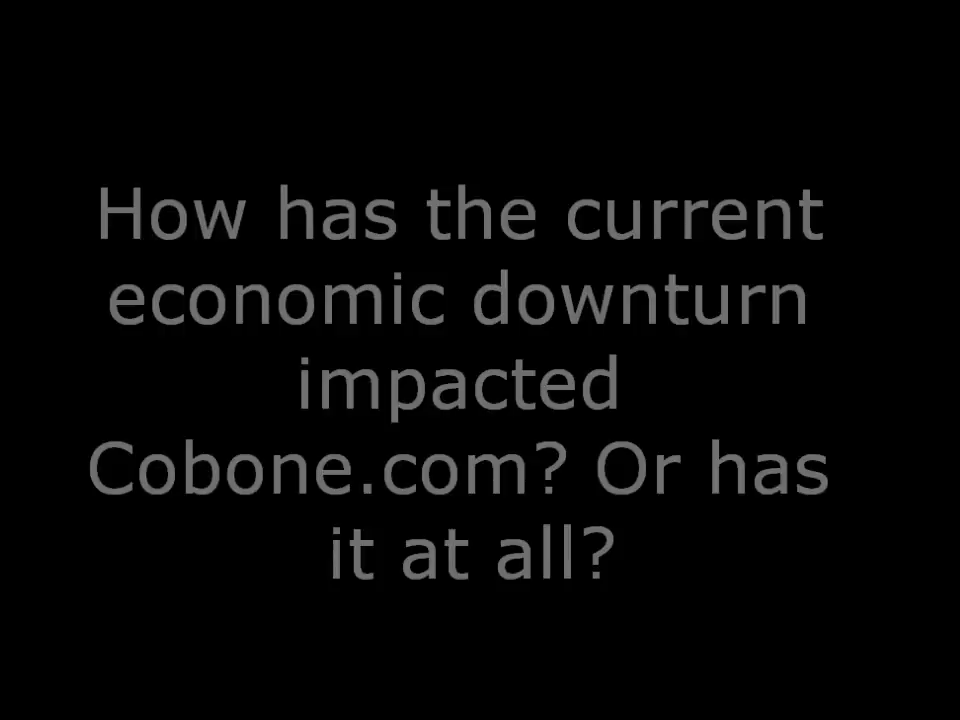 How has the current
economic downturn
impacted
Cobone.com? Or has
it at all?